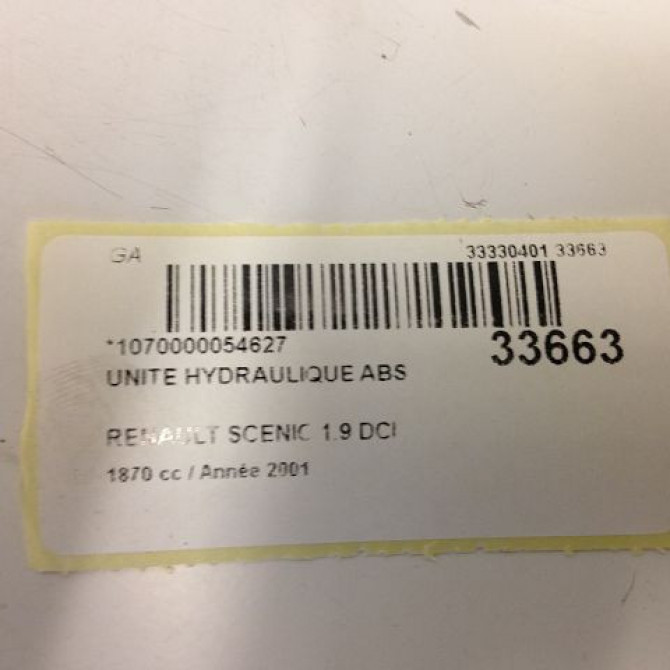 GA 33330401 33663
*1070000054627 33663
UNITE HYDRAULIQUE ABS
RENAULT SCENIC 1.9 DCI
1870 cc / Année 2001